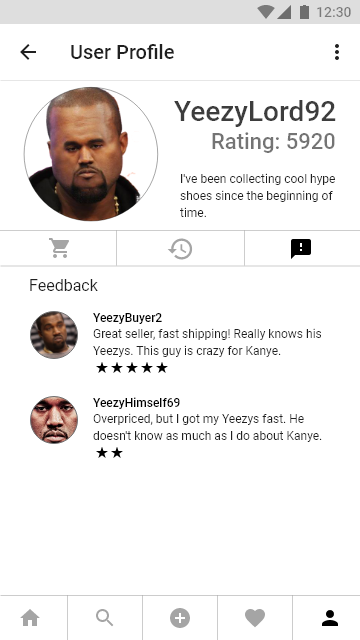 12:30
User Profile
YeezyLord92
Rating: 5920
I've been collecting cool hype
shoes since the beginning of
time.
Feedback
YeezyBuyer2
Great seller, fast shipping! Really knows his
Yeezys. This guy is crazy for Kanye.
★★★★★
YeezyHimself69
Overpriced, but I got my Yeezys fast. He
doesn't know as much as I do about Kanye.
★★